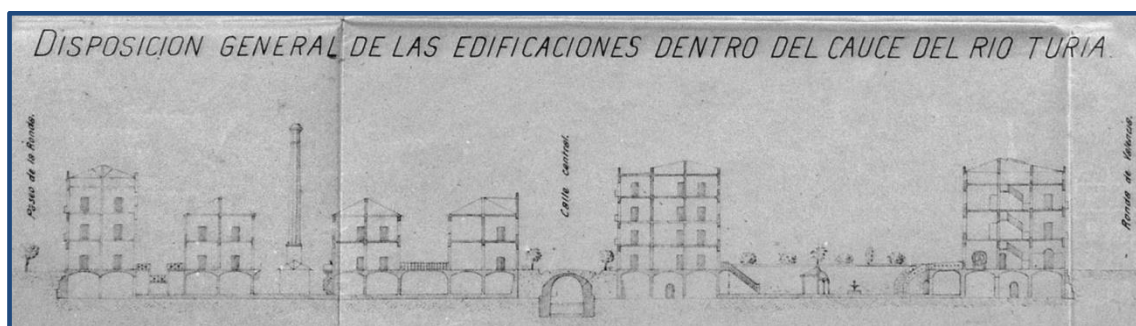 DISPOSICION GENERAL DE LAS EDIFICACIONES DENTRO DEL CAUCE DEL RIO TURIA.
Paseo de la Ronda.
Calle central.
Ronda de Valencia.